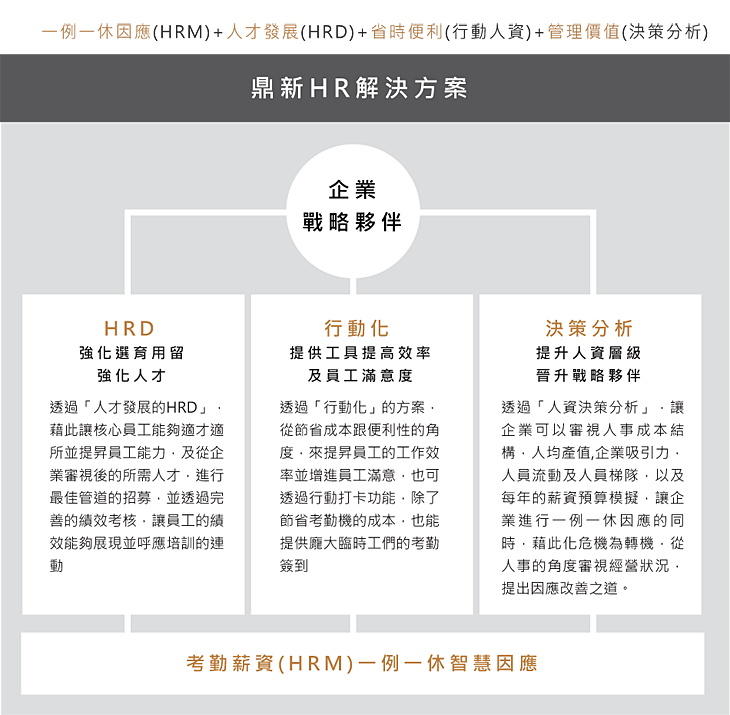 一例一休因應(HRM)+人才發展(HRD)+省時便利(行動人資)+管理價值(決策分析)
鼎新HR解決方案
企業
戰略夥伴
HRD
強化選育用留
強化人才
透過「人才發展的HRD」，
藉此讓核心員工能夠適才適
所並提昇員工能力，及從企
業審視後的所需人才，進行
最佳管道的招募，並透過完
善的績效考核，讓員工的績
效能夠展現並呼應培訓的連
動
行動化
提供工具提高效率
及員工滿意度
透過「行動化」的方案，
從節省成本跟便利性的角
度，來提昇員工的工作效
率並增進員工滿意，也可
透過行動打卡功能，除了
節省考勤機的成本，也能
提供龐大臨時工們的考勤
簽到
決策分析
提升人資層級
晉升戰略夥伴
透過「人資決策分析」，讓
企業可以審視人事成本結
構，人均產值,企業吸引力，
人員流動及人員梯隊，以及
每年的薪資預算模擬，讓企
業進行一例一休因應的同
時，藉此化危機為轉機，從
人事的角度審視經營狀況，
提出因應改善之道。
考勤薪資(HRM)一例一休智慧因應